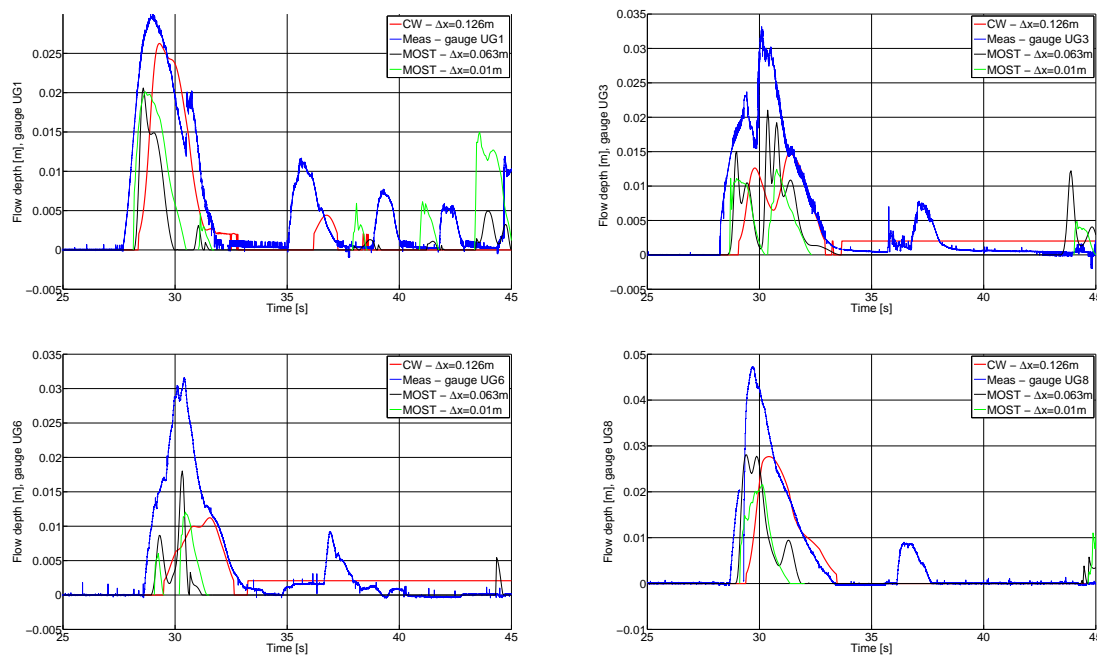 CW − Δx=0.126m
Meas − gauge UG1
MOST − Δx=0.063m
MOST − Δx=0.01m
0.025
0.02
0.015
0.01
0.005
0
−0.005
Flow depth [m], gauge UG1
25 30 35 40 45
Time [s]
CW − Δx=0.126m
Meas − gauge UG3
MOST − Δx=0.063m
MOST − Δx=0.01m
0.035
0.03
0.025
0.02
0.015
0.01
0.005
0
−0.005
Flow depth [m], gauge UG3
25 30 35 40 45
Time [s]
CW − Δx=0.126m
Meas − gauge UG6
MOST − Δx=0.063m
MOST − Δx=0.01m
0.035
0.03
0.025
0.02
0.015
0.01
0.005
0
−0.005
Flow depth [m], gauge UG6
25 30 35 40 45
Time [s]
CW − Δx=0.126m
Meas − gauge UG8
MOST − Δx=0.063m
MOST − Δx=0.01m
0.05
0.04
0.03
0.02
0.01
0
−0.01
Flow depth [m], gauge UG8
25 30 35 40 45
Time [s]